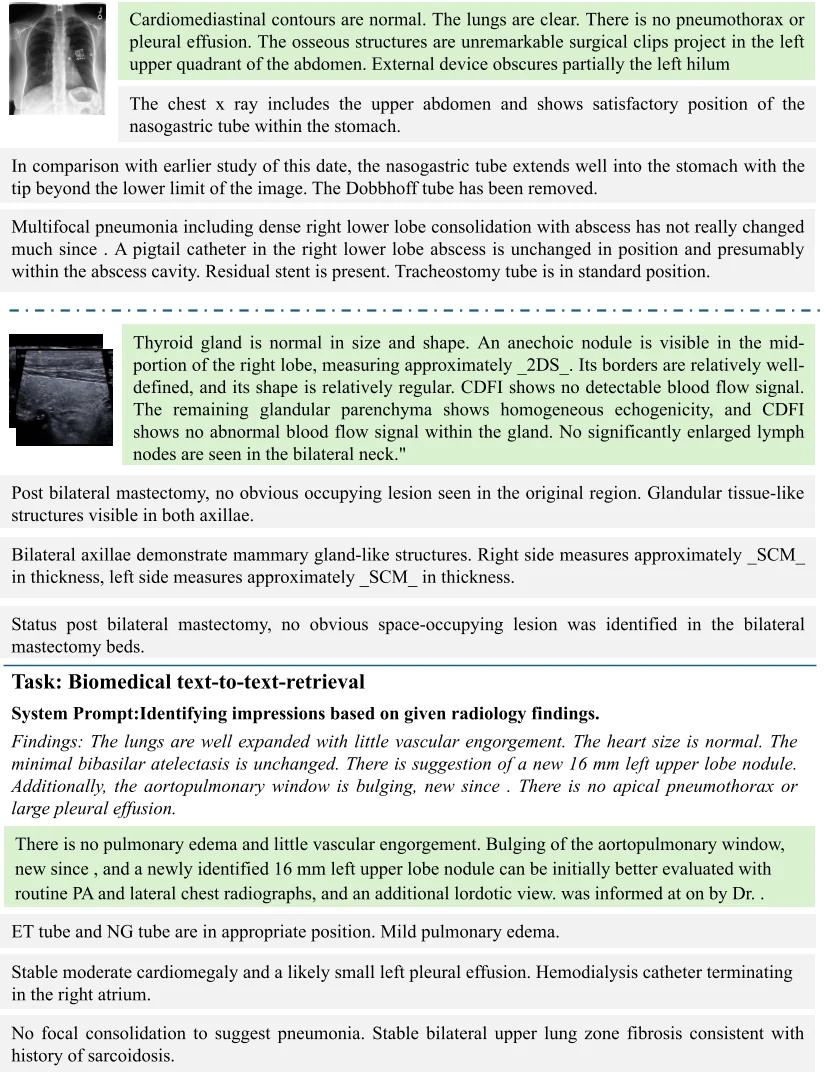 Cardiomediastinal contours are normal. The lungs are clear. There is no pneumothorax or
pleural effusion. The osseous structures are unremarkable surgical clips project in the left
upper quadrant of the abdomen. External device obscures partially the left hilum
The chest x ray includes the upper abdomen and shows satisfactory position of the
nasogastric tube within the stomach.
In comparison with earlier study of this date, the nasogastric tube extends well into the stomach with the
tip beyond the lower limit of the image. The Dobbhoff tube has been removed.
Multifocal pneumonia including dense right lower lobe consolidation with abscess has not really changed
much since . A pigtail catheter in the right lower lobe abscess is unchanged in position and presumably
within the abscess cavity. Residual stent is present. Tracheostomy tube is in standard position.
Thyroid gland is normal in size and shape. An anechoic nodule is visible in the mid-
portion of the right lobe, measuring approximately _2DS_. Its borders are relatively well-
defined, and its shape is relatively regular. CDFI shows no detectable blood flow signal.
The remaining glandular parenchyma shows homogeneous echogenicity, and CDFI
shows no abnormal blood flow signal within the gland. No significantly enlarged lymph
nodes are seen in the bilateral neck."
Post bilateral mastectomy, no obvious occupying lesion seen in the original region. Glandular tissue-like
structures visible in both axillae.
Bilateral axillae demonstrate mammary gland-like structures. Right side measures approximately _SCM_
in thickness, left side measures approximately _SCM_ in thickness.
Status post bilateral mastectomy, no obvious space-occupying lesion was identified in the bilateral
mastectomy beds.
Task: Biomedical text-to-text-retrieval
System Prompt:Identifying impressions based on given radiology findings.
Findings: The lungs are well expanded with little vascular engorgement. The heart size is normal. The
minimal bibasilar atelectasis is unchanged. There is suggestion of a new 16 mm left upper lobe nodule.
Additionally, the aortopulmonary window is bulging, new since . There is no apical pneumothorax or
large pleural effusion.
There is no pulmonary edema and little vascular engorgement. Bulging of the aortopulmonary window,
new since , and a newly identified 16 mm left upper lobe nodule can be initially better evaluated with
routine PA and lateral chest radiographs, and an additional lordotic view. was informed at on by Dr. .
ET tube and NG tube are in appropriate position. Mild pulmonary edema.
Stable moderate cardiomegaly and a likely small left pleural effusion. Hemodialysis catheter terminating
in the right atrium.
No focal consolidation to suggest pneumonia. Stable bilateral upper lung zone fibrosis consistent with
history of sarcoidosis.